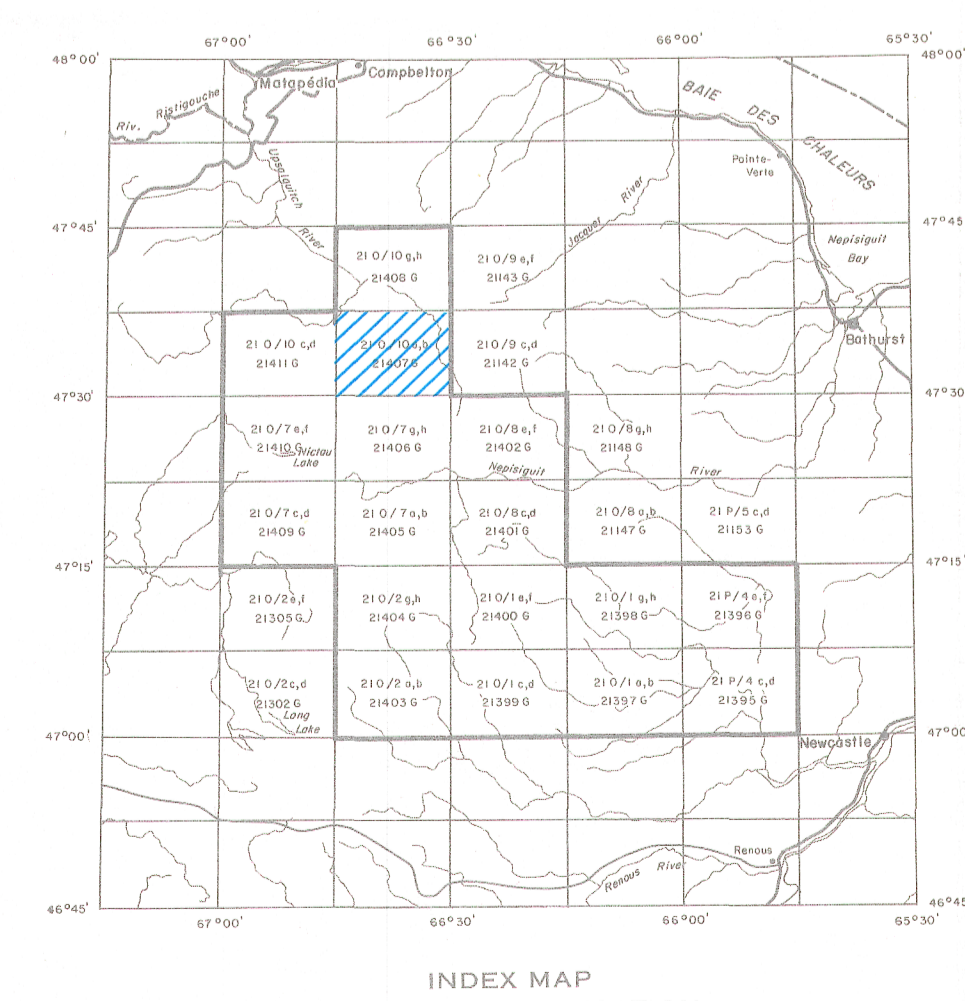 67°00'
66°30'
66°00'
65°30'
48°00'
48°00'
Matapédia
Campbelton
Riv.
Ristigouche
BAIE DES CHALEURS
Upsalquitch
River
Pointe-
Verte
Jacquet River
47°45'
47°45'
Nepisiguit
Bay
21 O/10 g,h
21408 G
21 O/9 e,f
21143 G
Bathurst
21 O/10 c,d
21411 G
21 O/10 a,b
21407 G
21 O/9 c,d
21142 G
47°30'
47°30'
21 O/7 e,f
21410 G
Nictau
Lake
21 O/7 g,h
21406 G
21 O/8 e,f
21402 G
21 O/8 g,h
21148 G
Nepisiguit
River
21 O/7 c,d
21409 G
21 O/7 a,b
21405 G
21 O/8 c,d
21401 G
21 O/8 a,b
21147 G
21 P/5 c,d
21153 G
47°15'
47°15'
21 O/2 e,f
21305 G
21 O/2 g,h
21404 G
21 O/1 e,f
21400 G
21 O/1 g,h
21398 G
21 P/4 e,f
21396 G
21 O/2 c,d
21302 G
Long
Lake
21 O/2 a,b
21403 G
21 O/1 c,d
21399 G
21 O/1 a,b
21397 G
21 P/4 c,d
21395 G
47°00'
47°00'
Newcastle
Renous
Renous Rive
46°45'
46°45'
67°00'
66°30'
66°00'
65°30'
INDEX MAP